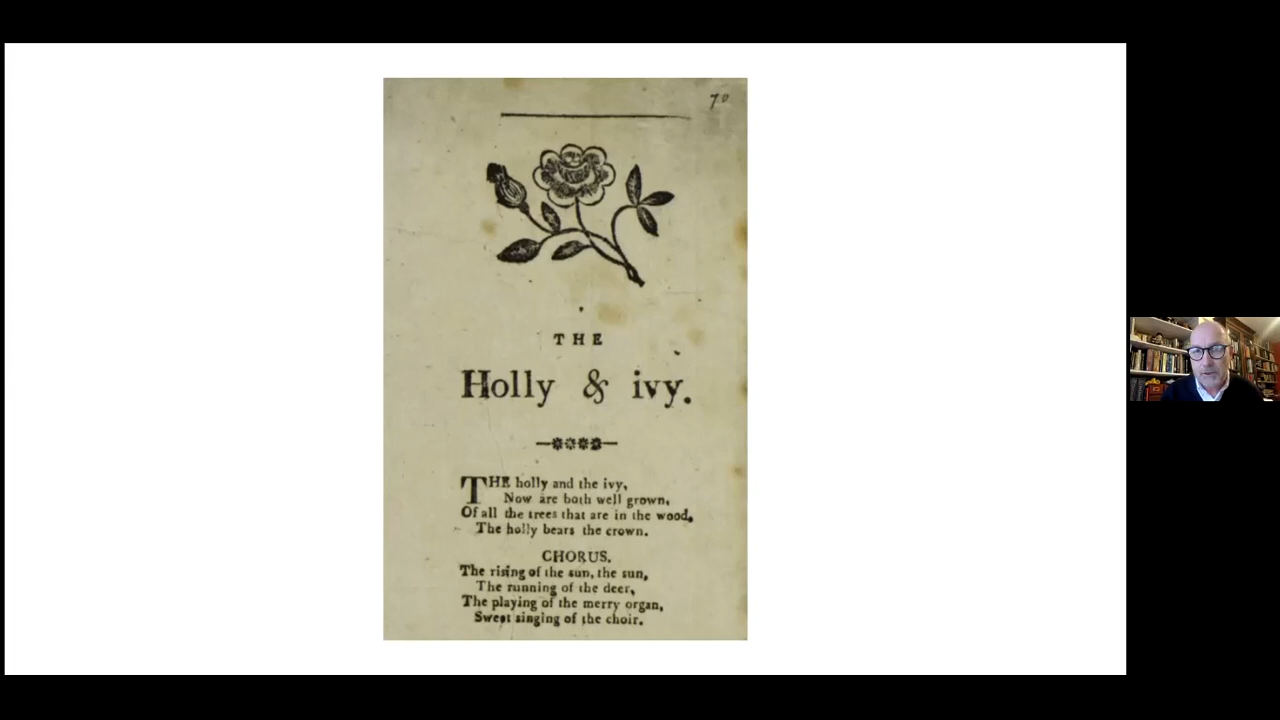 70
THE
Holly & ivy.
THE holly and the ivy,
Now are both well grown,
Of all the trees that are in the wood,
The holly bears the crown.
CHORUS.
The rising of the sun, the sun,
The running of the deer,
The playing of the merry organ,
Sweet singing of the choir.